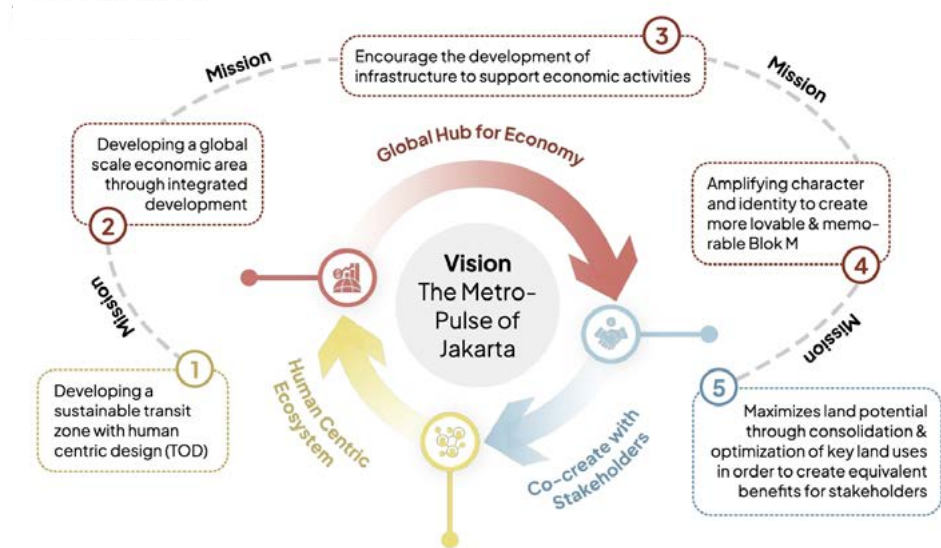 Mission
3
Encourage the development of
infrastructure to support economic activities
Mission
Developing a global
scale economic area
through integrated
development
2
Global Hub for Economy
Amplifying character
and identity to create
more lovable & memo-
rable Blok M
4
Vision
The Metro-
Pulse of
Jakarta
Mission
Mission
1
Developing a
sustainable transit
zone with human
centric design (TOD)
Human Centric
Ecosystem
Co-create with
Stakeholders
5
Maximizes land potential
through consolidation &
optimization of key land uses
in order to create equivalent
benefits for stakeholders